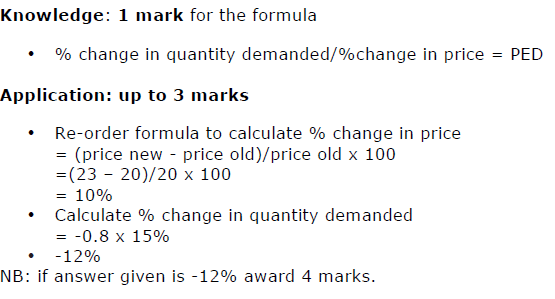 Knowledge: 1 mark for the formula
• % change in quantity demanded/%change in price = PED
Application: up to 3 marks
• Re-order formula to calculate % change in price
= (price new - price old)/price old x 100
=(23 – 20)/20 x 100
= 10%
• Calculate % change in quantity demanded
= -0.8 x 15%
• -12%
NB: if answer given is -12% award 4 marks.